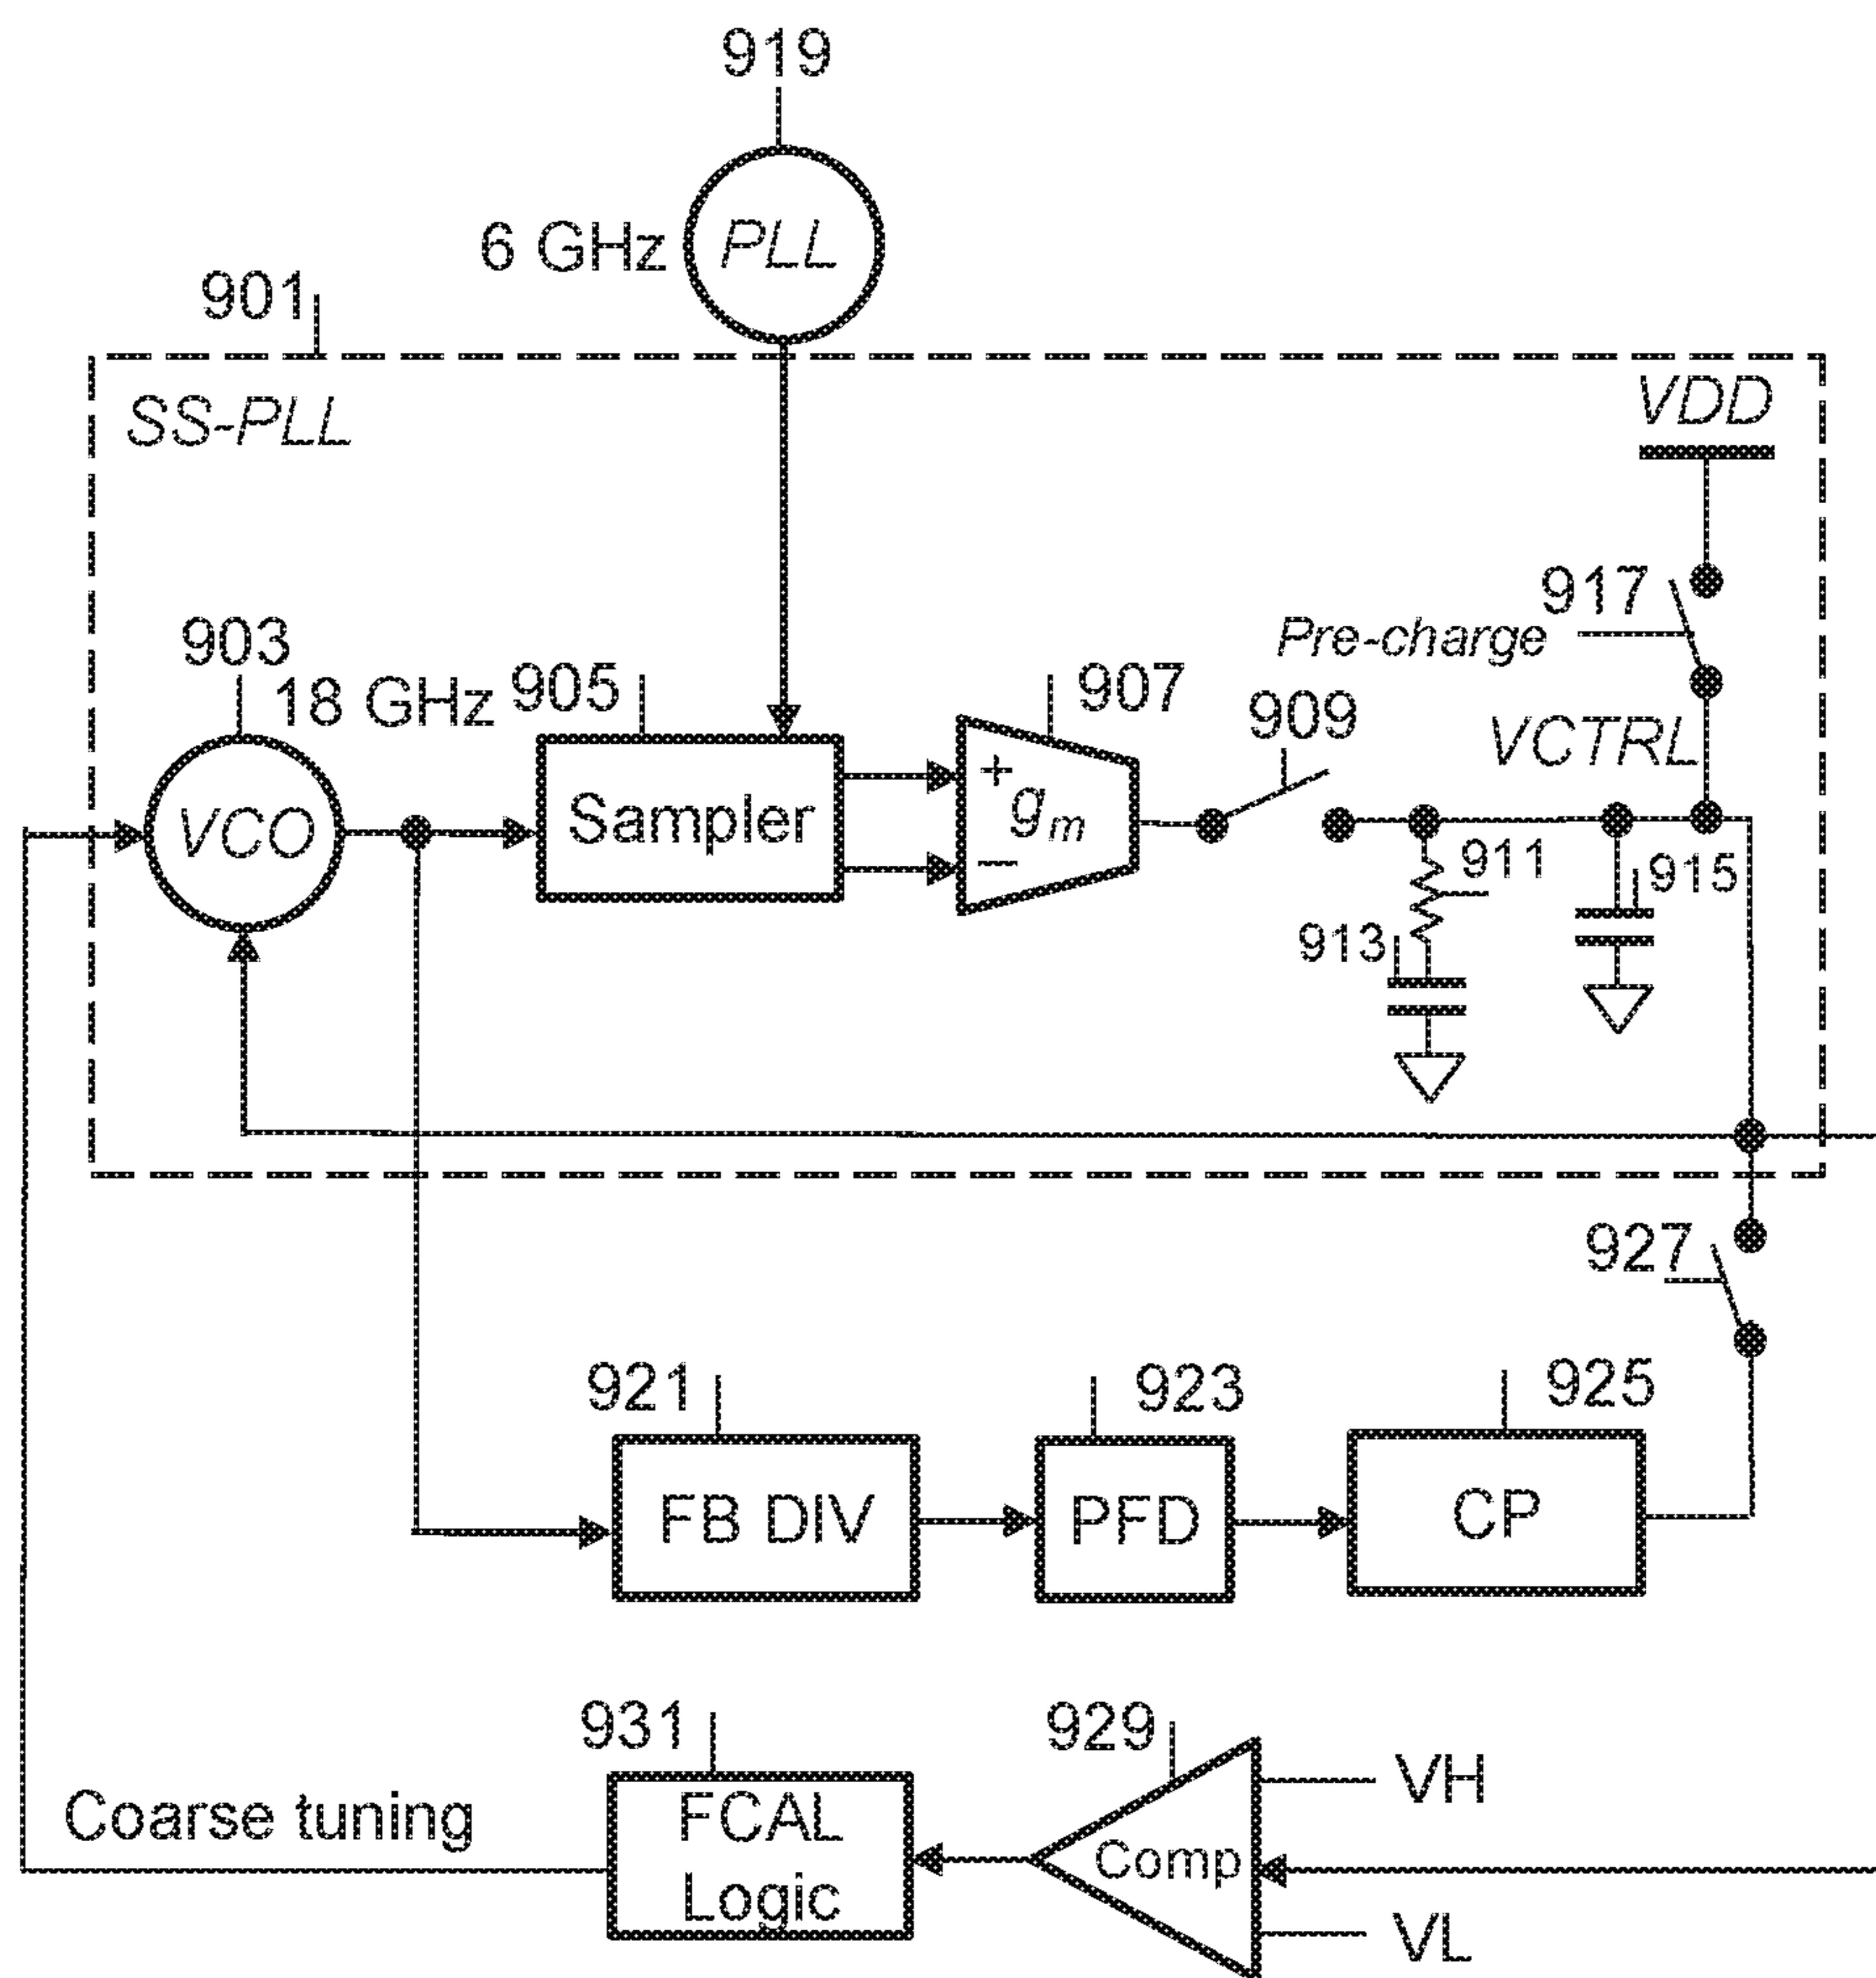 919
6 GHz
PLL
901
SS-PLL
VDD
917
Pre-charge
903
18 GHz
905
907
909
VCTRL
VCO
Sampler
+
gm
−
911
915
913
927
921
923
925
FB DIV
PFD
CP
931
929
VH
Coarse tuning
FCAL
Logic
Comp
VL